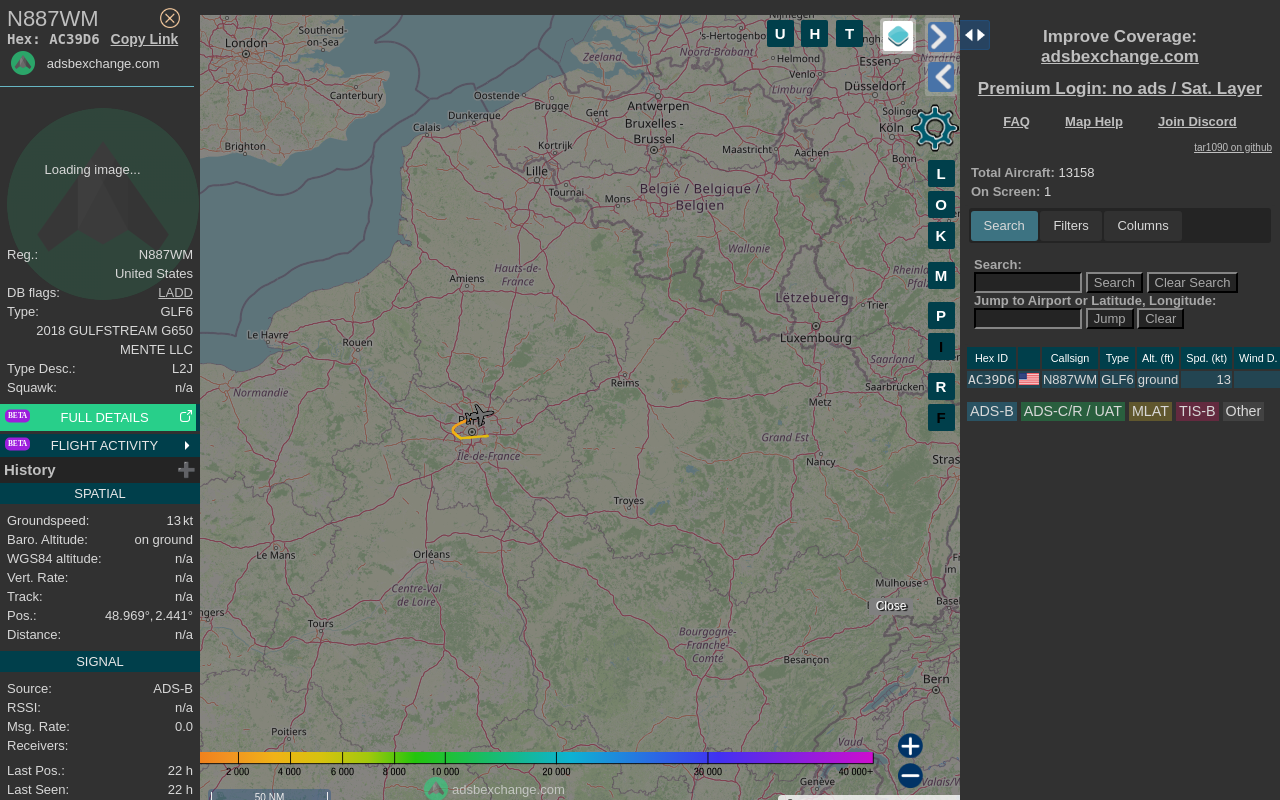 N887WM
Hex: AC39D6 Copy Link
adsbexchange.com
Loading image...
Reg.: N887WM
United States
DB flags: LADD
Type: GLF6
2018 GULFSTREAM G650
MENTE LLC
Type Desc.: L2J
Squawk: n/a
BETA FULL DETAILS
BETA FLIGHT ACTIVITY
History
SPATIAL
Groundspeed: 13 kt
Baro. Altitude: on ground
WGS84 altitude: n/a
Vert. Rate: n/a
Track: n/a
Pos.: 48.969°, 2.441°
Distance: n/a
SIGNAL
Source: ADS-B
RSSI: n/a
Msg. Rate: 0.0
Receivers:
Last Pos.: 22 h
Last Seen: 22 h
Nijmegen
Southend-on-Sea
London
's-Hertogenbosch
Noord-Brabant
Zeeland
Helmond
Essen
Venlo
Limburg
Düsseldorf
Canterbury
Oostende
Brugge
Antwerpen
Dunkerque
Gent
Solingen
Calais
Bruxelles - Brussel
Köln
Brighton
Kortrijk
Maastricht
Aachen
Bonn
Lille
Tournai
België / Belgique / Belgien
Mons
Wallonie
Hauts-de-France
Amiens
Lëtzebuerg
Trier
Luxembourg
Le Havre
Rouen
Saarland
Reims
Saarbrücken
Normandie
Metz
Île-de-France
Grand Est
Nancy
Stras
Troyes
Le Mans
Orléans
Centre-Val de Loire
Mulhouse
Tours
Bourgogne-Franche-Comté
Besançon
Bern
Poitiers
Vaud
Genève
Valais/W
U H T
L
O
K
M
P
I
R
F
Close
2 000 4 000 6 000 8 000 10 000 20 000 30 000 40 000+
adsbexchange.com
50 NM
Improve Coverage:
adsbexchange.com
Premium Login: no ads / Sat. Layer
FAQ Map Help Join Discord
tar1090 on github
Total Aircraft: 13158
On Screen: 1
Search Filters Columns
Search:
Search Clear Search
Jump to Airport or Latitude, Longitude:
Jump Clear
Hex ID Callsign Type Alt. (ft) Spd. (kt) Wind D.
AC39D6 N887WM GLF6 ground 13
ADS-B ADS-C/R / UAT MLAT TIS-B Other